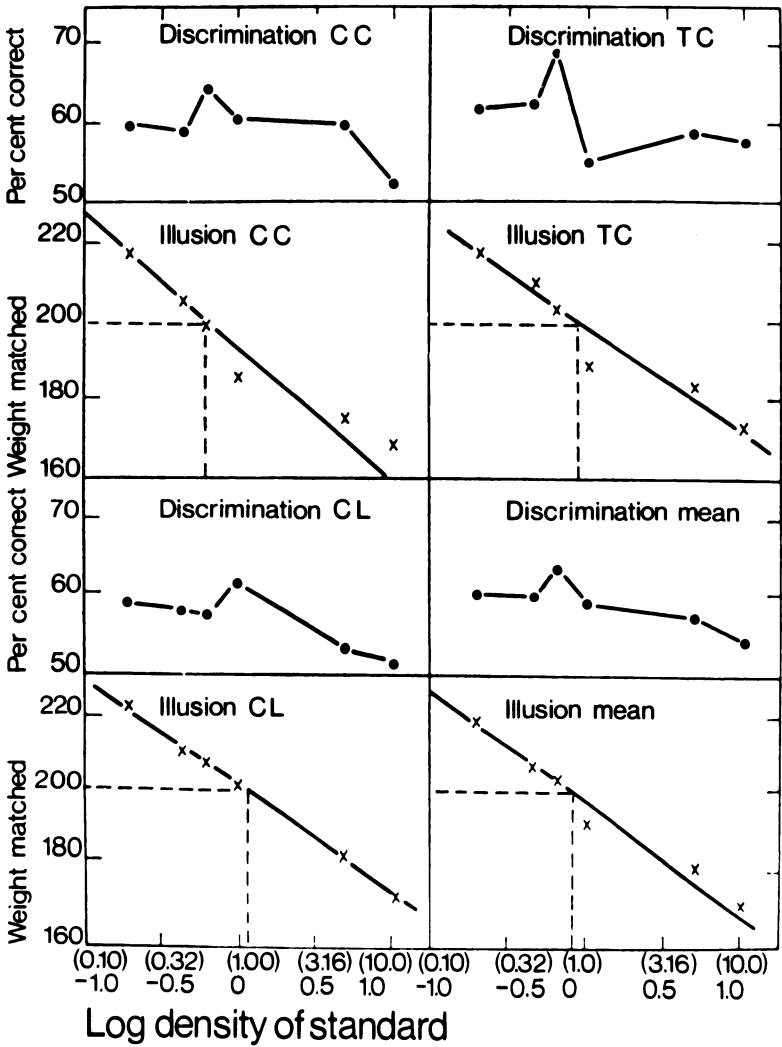 Discrimination CC
Discrimination TC
Per cent correct
70
60
50
Illusion CC
Illusion TC
Weight matched
220
200
180
160
Discrimination CL
Discrimination mean
Per cent correct
70
60
50
Illusion CL
Illusion mean
Weight matched
220
200
180
160
(0.10) (0.32) (1.00) (3.16) (10.0) (0.10) (0.32) (1.0) (3.16) (10.0)
-1.0 -0.5 0 0.5 1.0 -1.0 -0.5 0 0.5 1.0
Log density of standard